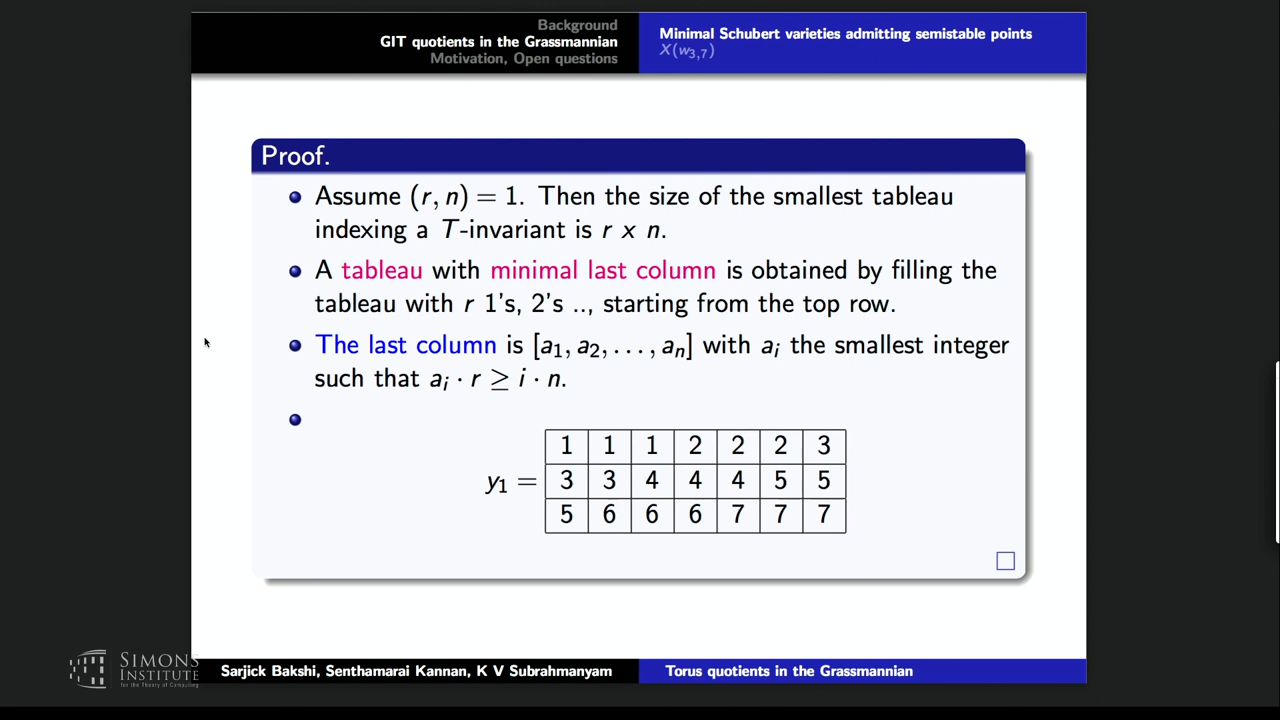 Background
GIT quotients in the Grassmannian
Motivation, Open questions
Minimal Schubert varieties admitting semistable points
X(w₃,₇)
Proof.
Assume (r, n) = 1. Then the size of the smallest tableau
indexing a T-invariant is r x n.
A tableau with minimal last column is obtained by filling the
tableau with r 1's, 2's .., starting from the top row.
The last column is [a₁, a₂, . . . , aₙ] with aᵢ the smallest integer
such that aᵢ · r ≥ i · n.
y₁ =
1 1 1 2 2 2 3
3 3 4 4 4 5 5
5 6 6 6 7 7 7
SIMONS
INSTITUTE
for the Theory of Computing
Sarjick Bakshi, Senthamarai Kannan, K V Subrahmanyam
Torus quotients in the Grassmannian